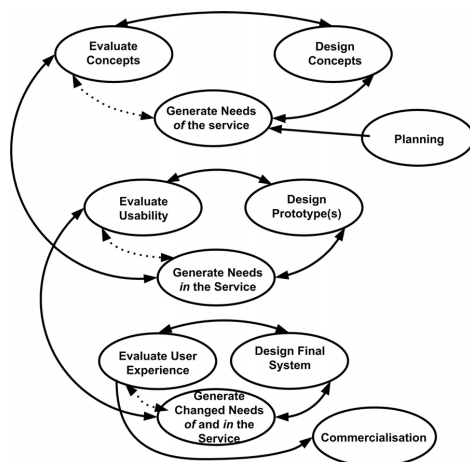 Evaluate
Concepts
Design
Concepts
Generate Needs
of the service
Planning
Evaluate
Usability
Design
Prototype(s)
Generate Needs
in the Service
Evaluate User
Experience
Design Final
System
Generate
Changed Needs
of and in the
Service
Commercialisation